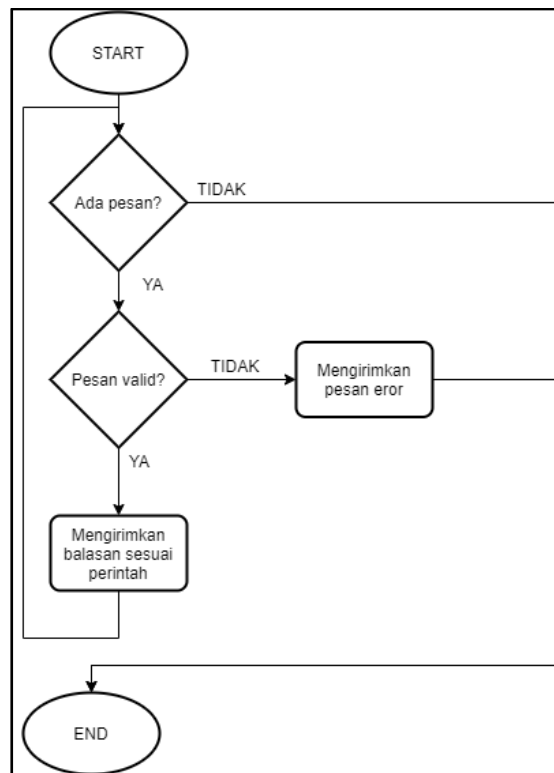 START
Ada pesan?
TIDAK
YA
Pesan valid?
TIDAK
Mengirimkan
pesan eror
YA
Mengirimkan
balasan sesuai
perintah
END